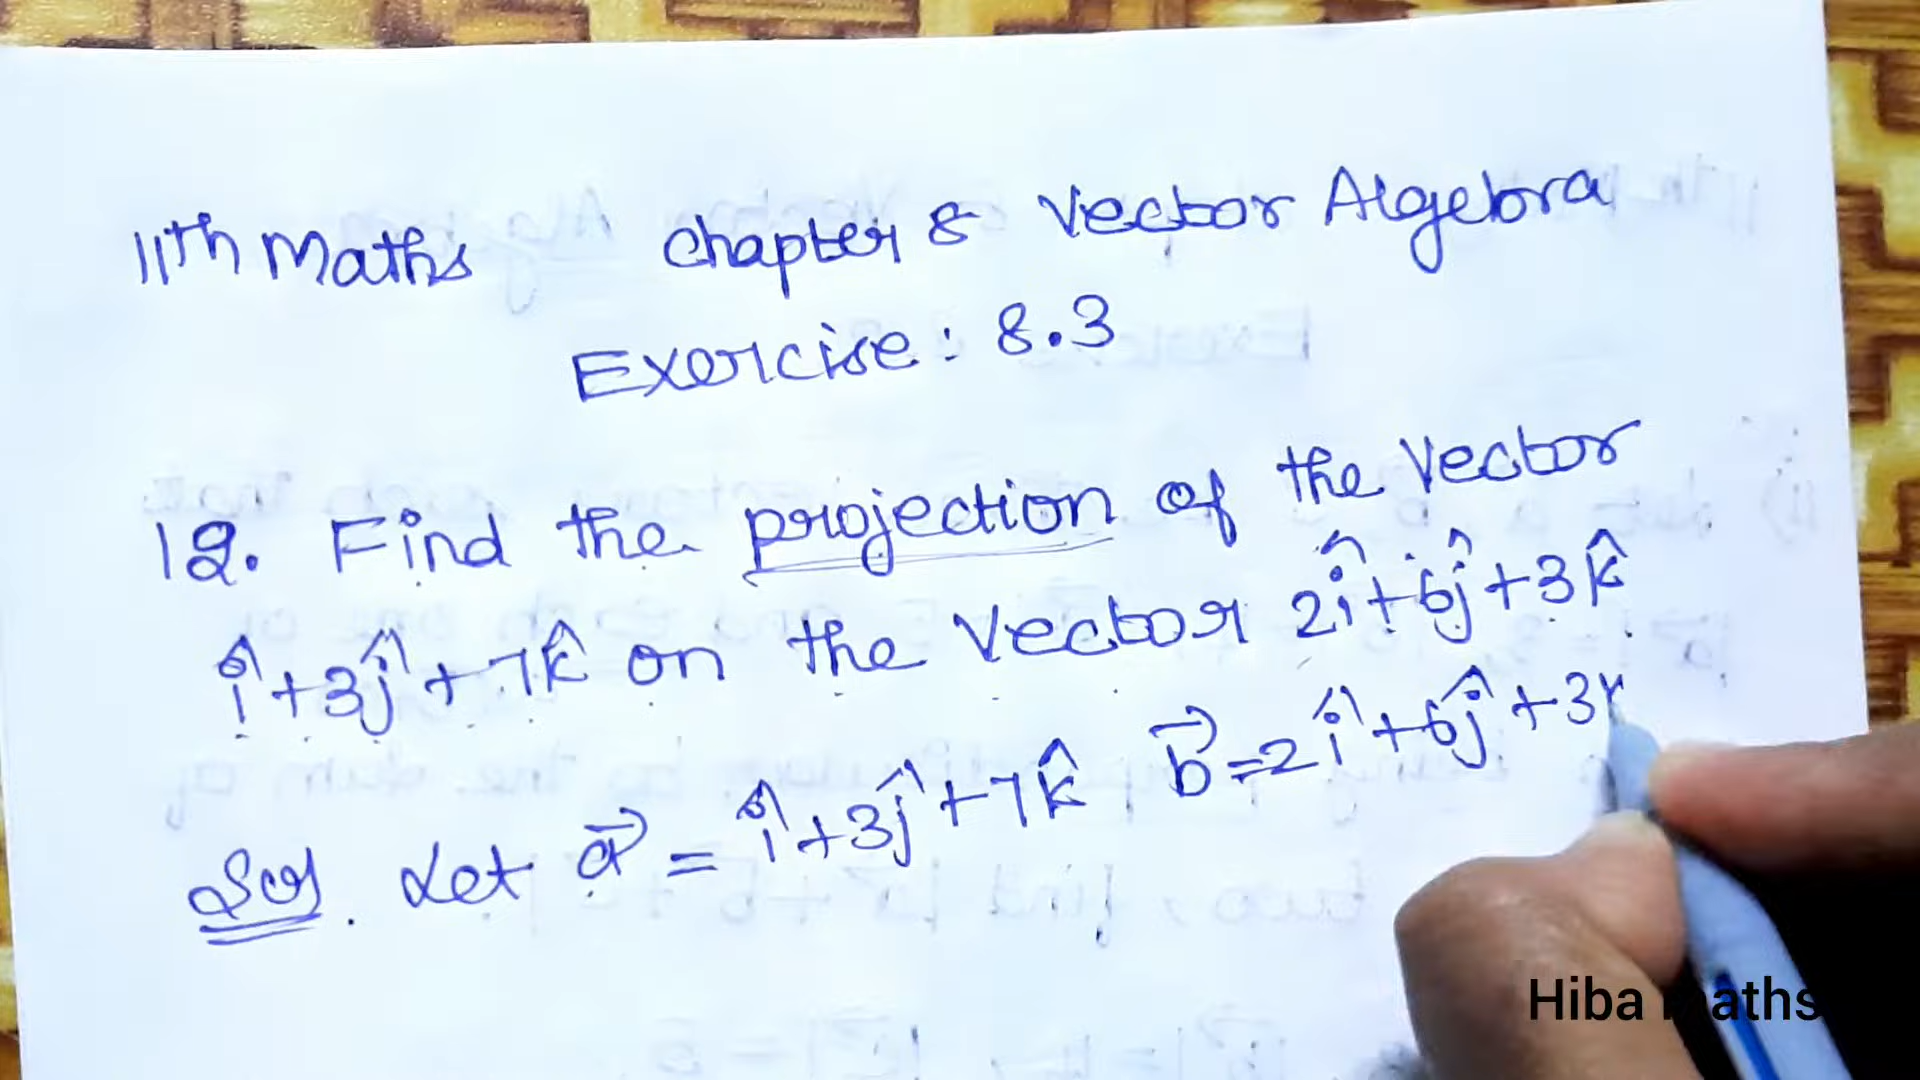 11th Maths Chapter 8 Vector Algebra
Exercise: 8.3
12. Find the projection of the Vector
î+3ĵ+7k̂ on the Vector 2î+6ĵ+3k̂
Sol. Let a⃗ = î+3ĵ+7k̂ b⃗=2î+6ĵ+3k
Hiba maths